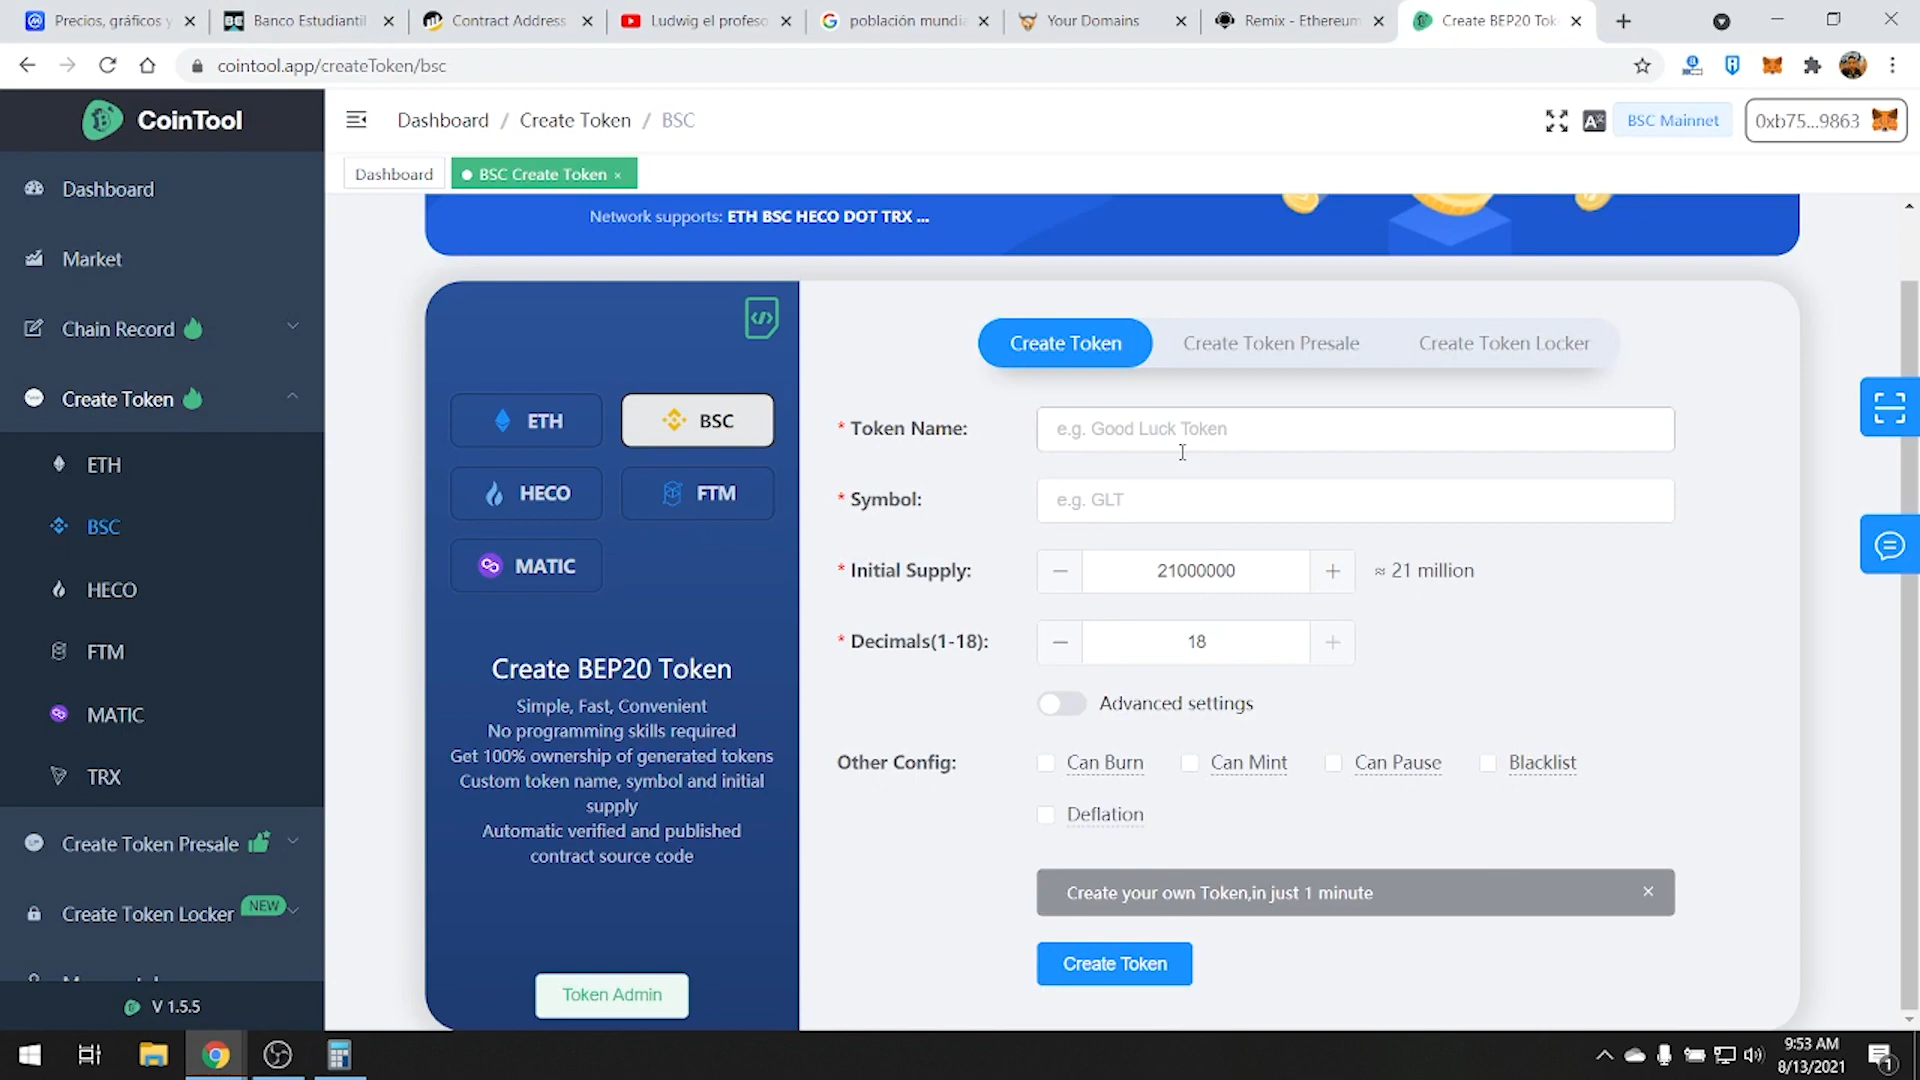 Precios, gráficos y
Banco Estudiantil
Contract Address
Ludwig el profeso
población mundia
Your Domains
Remix - Ethereum
Create BEP20 Tok
cointool.app/createToken/bsc
CoinTool
Dashboard / Create Token / BSC
BSC Mainnet
0xb75...9863
Dashboard
BSC Create Token ×
Dashboard
Market
Chain Record
Create Token
ETH
BSC
HECO
FTM
MATIC
TRX
Create Token Presale
Create Token Locker NEW
V 1.5.5
Network supports: ETH BSC HECO DOT TRX ...
ETH
BSC
HECO
FTM
MATIC
Create BEP20 Token
Simple, Fast, Convenient
No programming skills required
Get 100% ownership of generated tokens
Custom token name, symbol and initial
supply
Automatic verified and published
contract source code
Token Admin
Create Token
Create Token Presale
Create Token Locker
* Token Name: e.g. Good Luck Token
* Symbol: e.g. GLT
* Initial Supply: 21000000 ≈ 21 million
* Decimals(1-18): 18
Advanced settings
Other Config: Can Burn Can Mint Can Pause Blacklist
Deflation
Create your own Token,in just 1 minute
Create Token
9:53 AM
8/13/2021
1